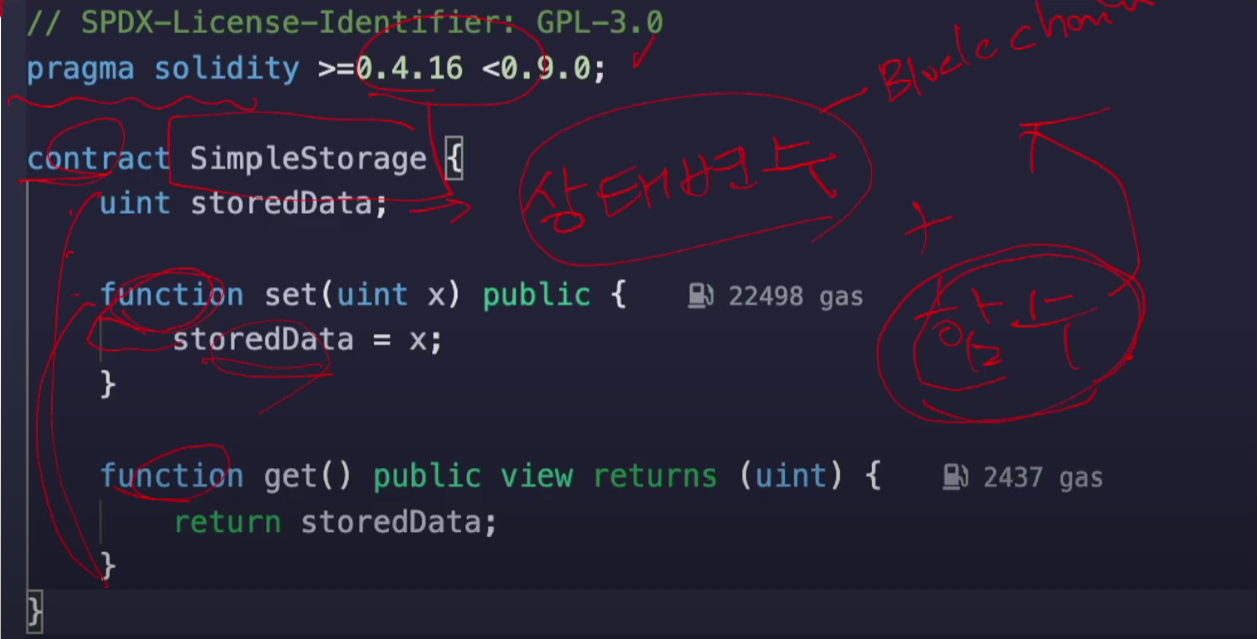 // SPDX-License-Identifier: GPL-3.0
pragma solidity >=0.4.16 <0.9.0;
Blockchain
contract SimpleStorage {
상태변수
uint storedData;
+
함수
function set(uint x) public { 22498 gas
storedData = x;
}
function get() public view returns (uint) { 2437 gas
return storedData;
}
}